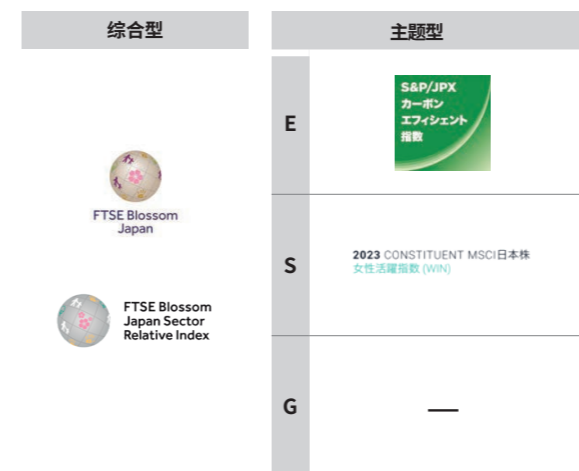 综合型
主题型
FTSE Blossom
Japan
FTSE Blossom
Japan Sector
Relative Index
E
S&P/JPX
カーボン
エフィシェント
指数
S
2023 CONSTITUENT MSCI日本株
女性活躍指数 (WIN)
G
—